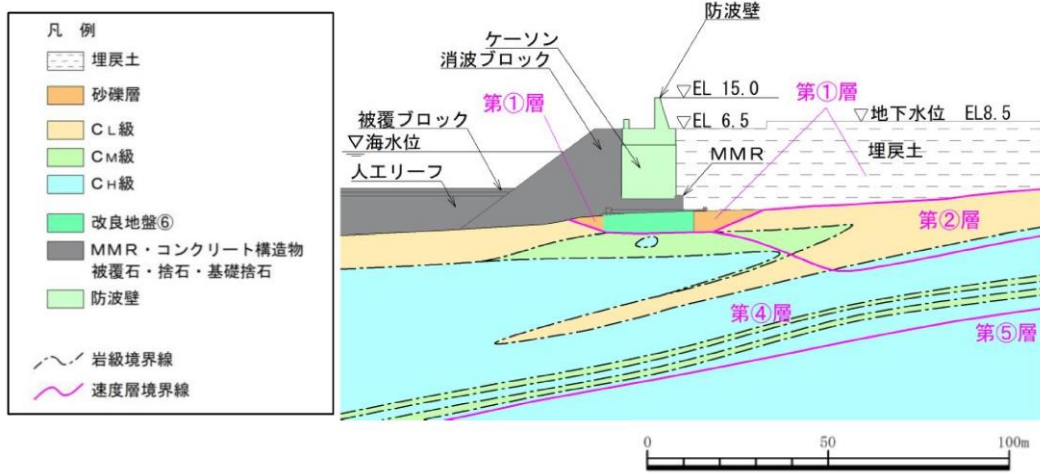 凡 例
埋戻土
砂礫層
CL級
CM級
CH級
改良地盤⑥
MMR・コンクリート構造物
被覆石・捨石・基礎捨石
防波壁
岩級境界線
速度層境界線
防波壁
ケーソン
消波ブロック
第①層
▽EL 15.0
第①層
被覆ブロック
▽EL 6.5
▽地下水位 EL8.5
▽海水位
MMR
埋戻土
人工リーフ
第②層
第④層
第⑤層
0 50 100m